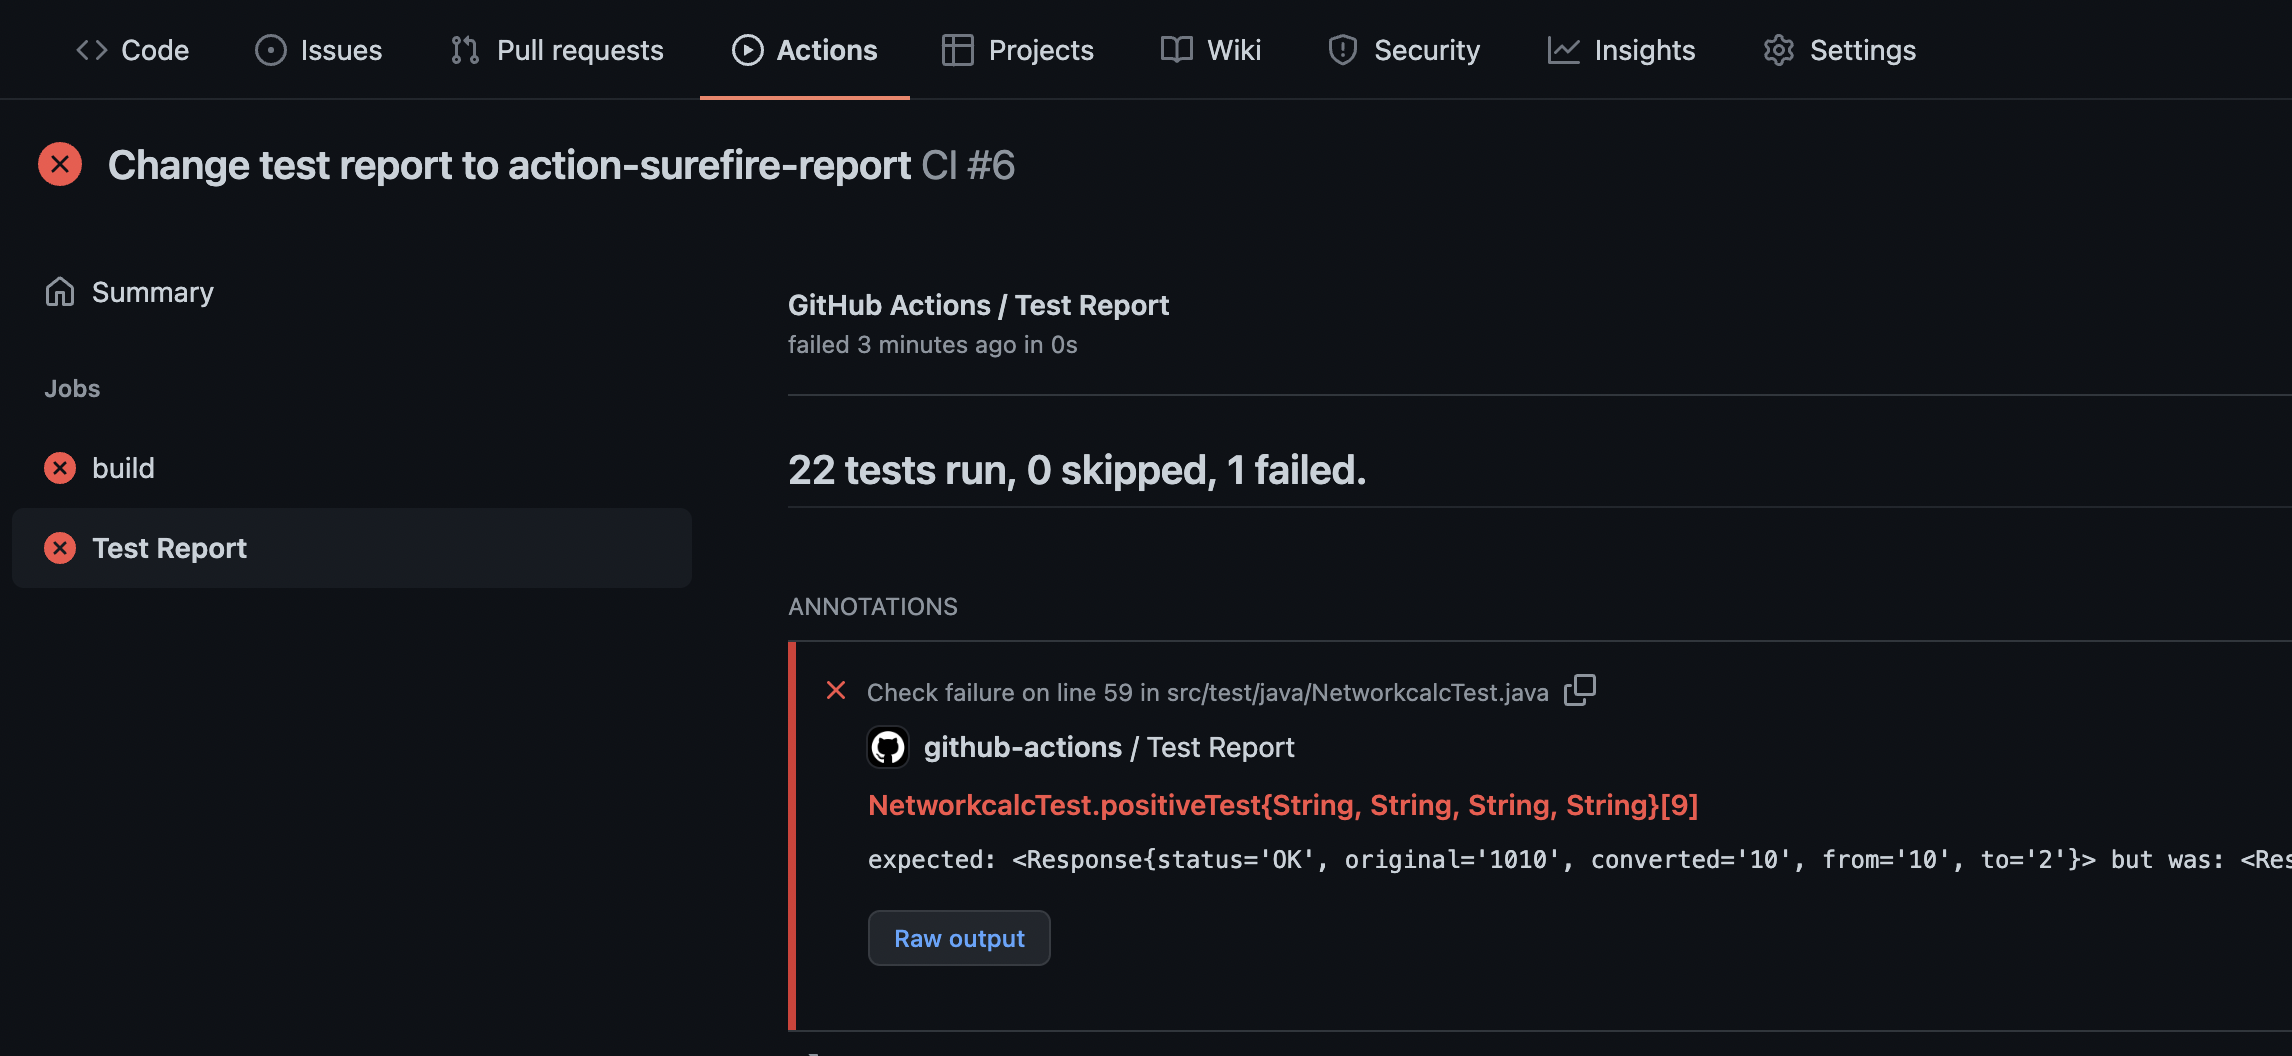 Code Issues Pull requests Actions Projects Wiki Security Insights Settings
Change test report to action-surefire-report CI #6
Summary
Jobs
build
Test Report
GitHub Actions / Test Report
failed 3 minutes ago in 0s
22 tests run, 0 skipped, 1 failed.
ANNOTATIONS
Check failure on line 59 in src/test/java/NetworkcalcTest.java
github-actions / Test Report
NetworkcalcTest.positiveTest{String, String, String, String}[9]
expected: <Response{status='OK', original='1010', converted='10', from='10', to='2'}> but was: <Res
Raw output